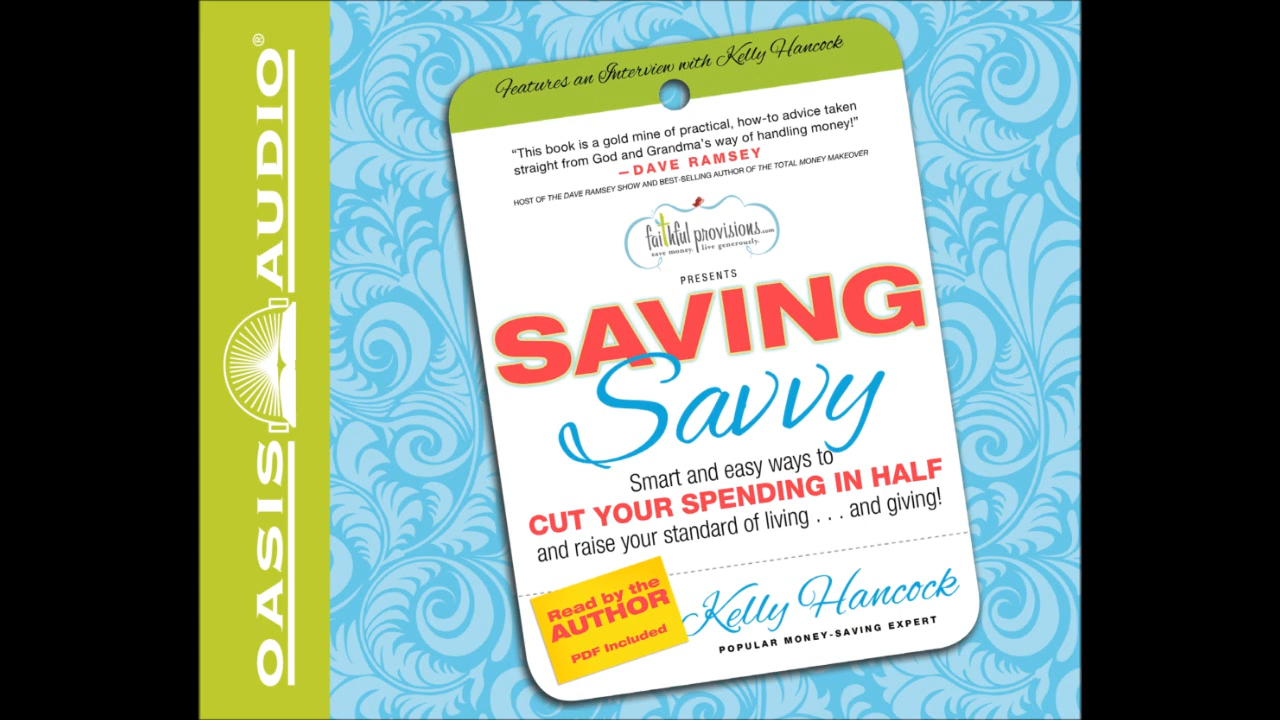 OASIS AUDIO®
Features an Interview with Kelly Hancock
“This book is a gold mine of practical, how-to advice taken
straight from God and Grandma’s way of handling money!”
—DAVE RAMSEY
HOST OF THE DAVE RAMSEY SHOW AND BEST-SELLING AUTHOR OF THE TOTAL MONEY MAKEOVER
faithful provisions.com
save money. live generously.
PRESENTS
SAVING
Savvy
Smart and easy ways to
CUT YOUR SPENDING IN HALF
and raise your standard of living . . . and giving!
Read by the
AUTHOR
PDF Included
Kelly Hancock
POPULAR MONEY-SAVING EXPERT